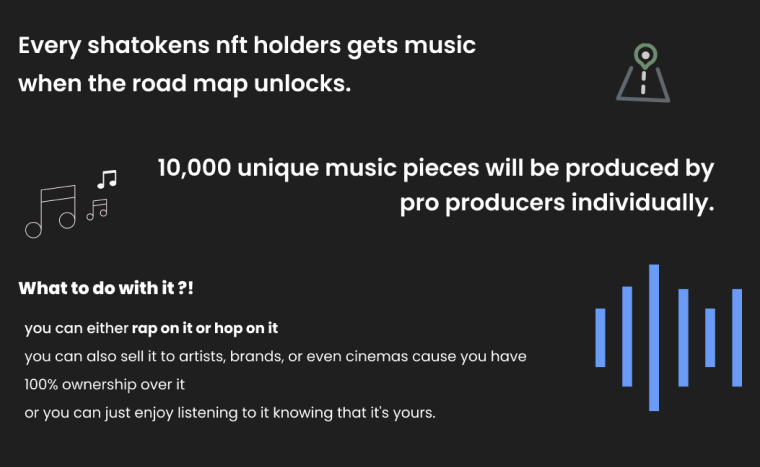 Every shatokens nft holders gets music
when the road map unlocks.
10,000 unique music pieces will be produced by
pro producers individually.
What to do with it ?!
you can either rap on it or hop on it
you can also sell it to artists, brands, or even cinemas cause you have
100% ownership over it
or you can just enjoy listening to it knowing that it's yours.